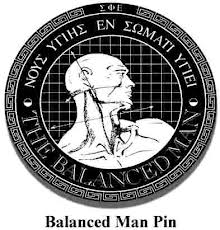 ΣΦΕ
ΝΟΥΣ ΥΓΙΗΣ ΕΝ ΣΩΜΑΤΙ ΥΓΙΕΙ
THE BALANCED MAN
Balanced Man Pin